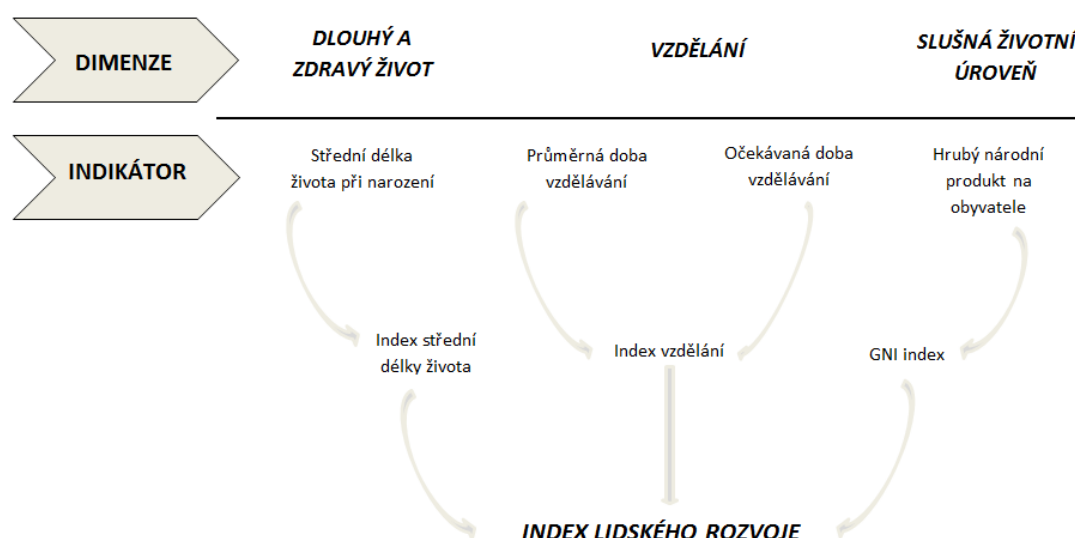 DIMENZE
DLOUHÝ A
ZDRAVÝ ŽIVOT
VZDĚLÁNÍ
SLUŠNÁ ŽIVOTNÍ
ÚROVEŇ
INDIKÁTOR
Střední délka
života při narození
Průměrná doba
vzdělávání
Očekávaná doba
vzdělávání
Hrubý národní
produkt na
obyvatele
Index střední
délky života
Index vzdělání
GNI index
INDEX LIDSKÉHO ROZVOJE